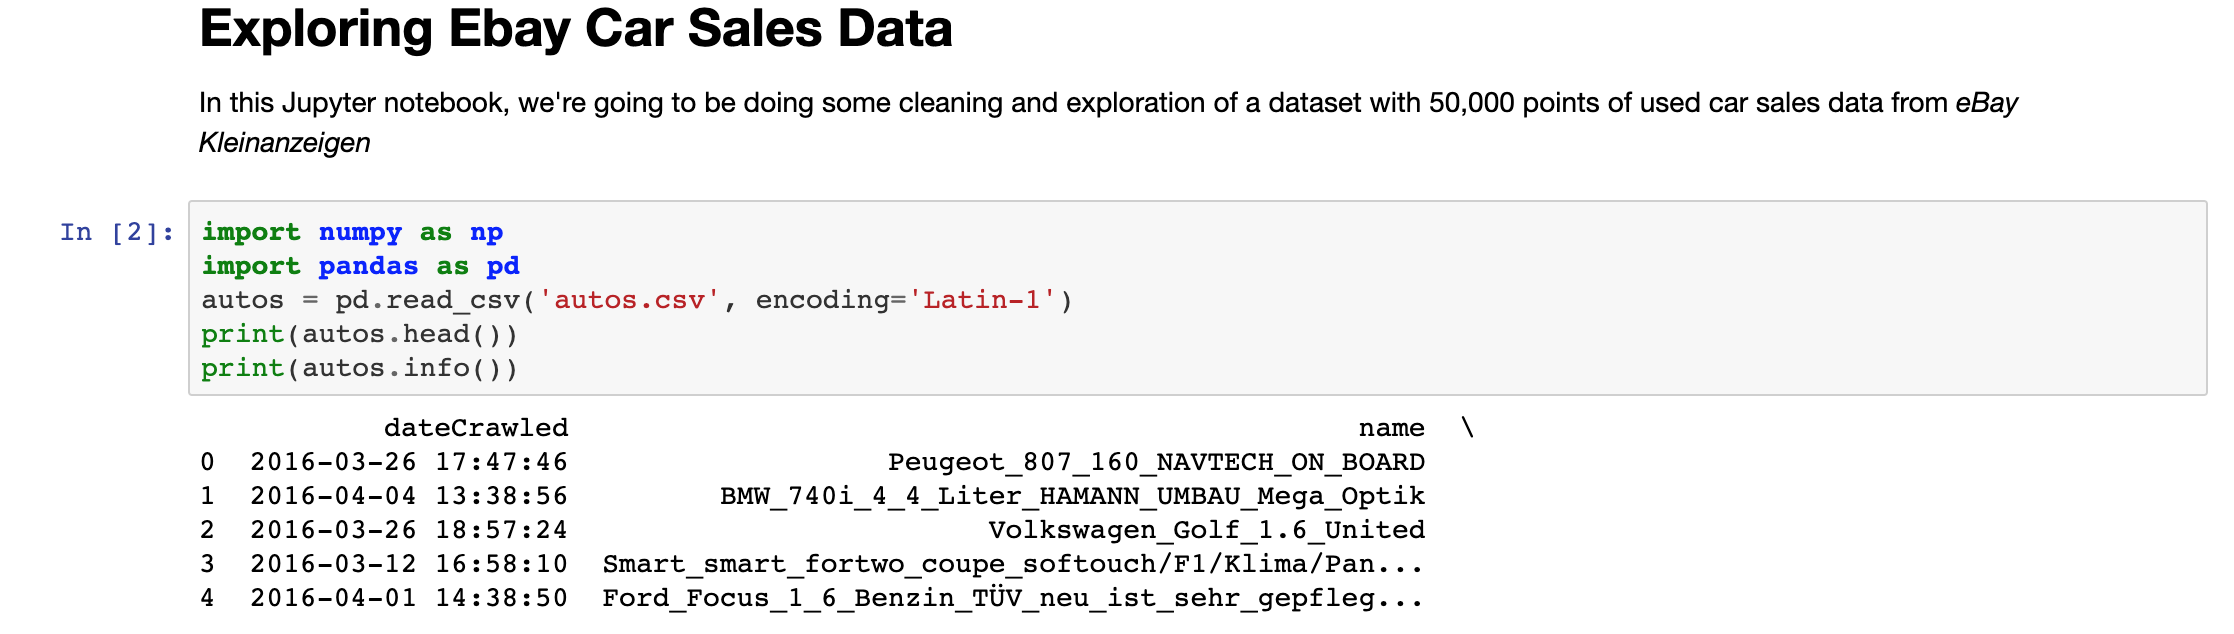 Exploring Ebay Car Sales Data
In this Jupyter notebook, we're going to be doing some cleaning and exploration of a dataset with 50,000 points of used car sales data from eBay
Kleinanzeigen
In [2]:
import numpy as np
import pandas as pd
autos = pd.read_csv('autos.csv', encoding='Latin-1')
print(autos.head())
print(autos.info())
dateCrawled name \
0 2016-03-26 17:47:46 Peugeot_807_160_NAVTECH_ON_BOARD
1 2016-04-04 13:38:56 BMW_740i_4_4_Liter_HAMANN_UMBAU_Mega_Optik
2 2016-03-26 18:57:24 Volkswagen_Golf_1.6_United
3 2016-03-12 16:58:10 Smart_smart_fortwo_coupe_softouch/F1/Klima/Pan...
4 2016-04-01 14:38:50 Ford_Focus_1_6_Benzin_TÜV_neu_ist_sehr_gepfleg...